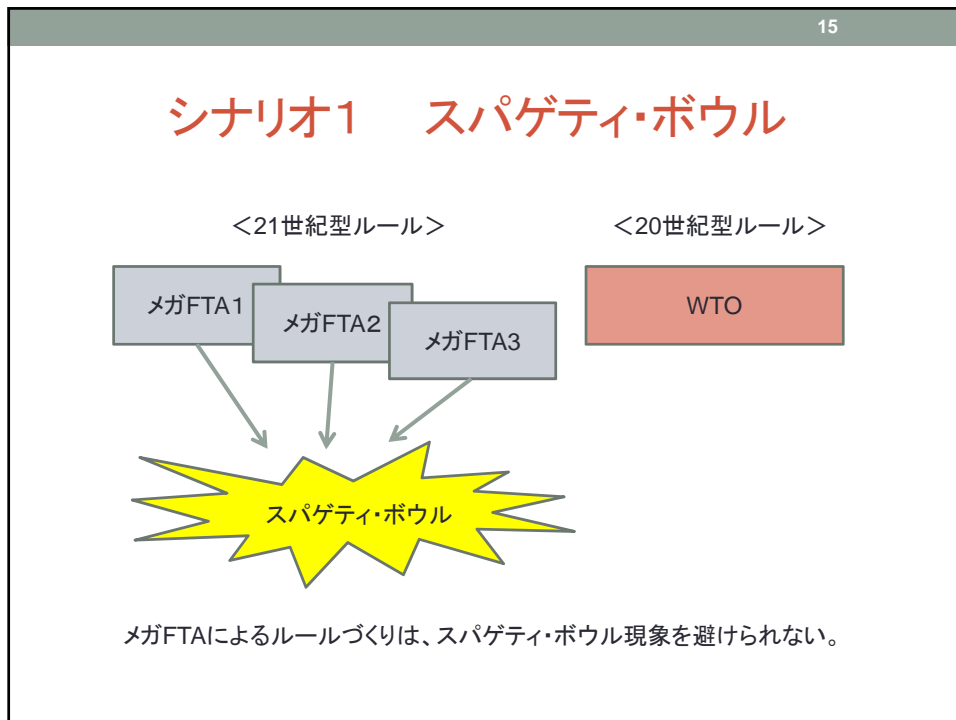 15
シナリオ１　スパゲティ・ボウル
＜21世紀型ルール＞
＜20世紀型ルール＞
メガFTA１
メガFTA２
メガFTA3
WTO
スパゲティ・ボウル
メガFTAによるルールづくりは、スパゲティ・ボウル現象を避けられない。